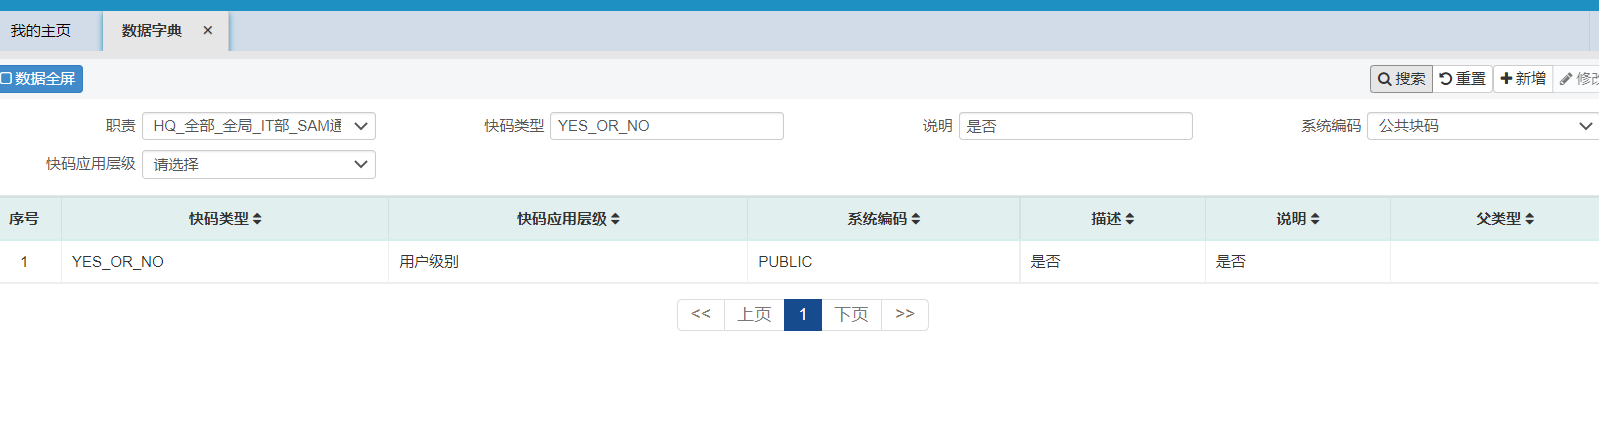 我的主页 数据字典 ×
数据全屏 搜索 重置 新增 修改
职责 HQ_全部_全局_IT部_SAM通 快码类型 YES_OR_NO 说明 是否 系统编码 公共块码
快码应用层级 请选择
序号 快码类型 快码应用层级 系统编码 描述 说明 父类型
1 YES_OR_NO 用户级别 PUBLIC 是否 是否
<< 上页 1 下页 >>